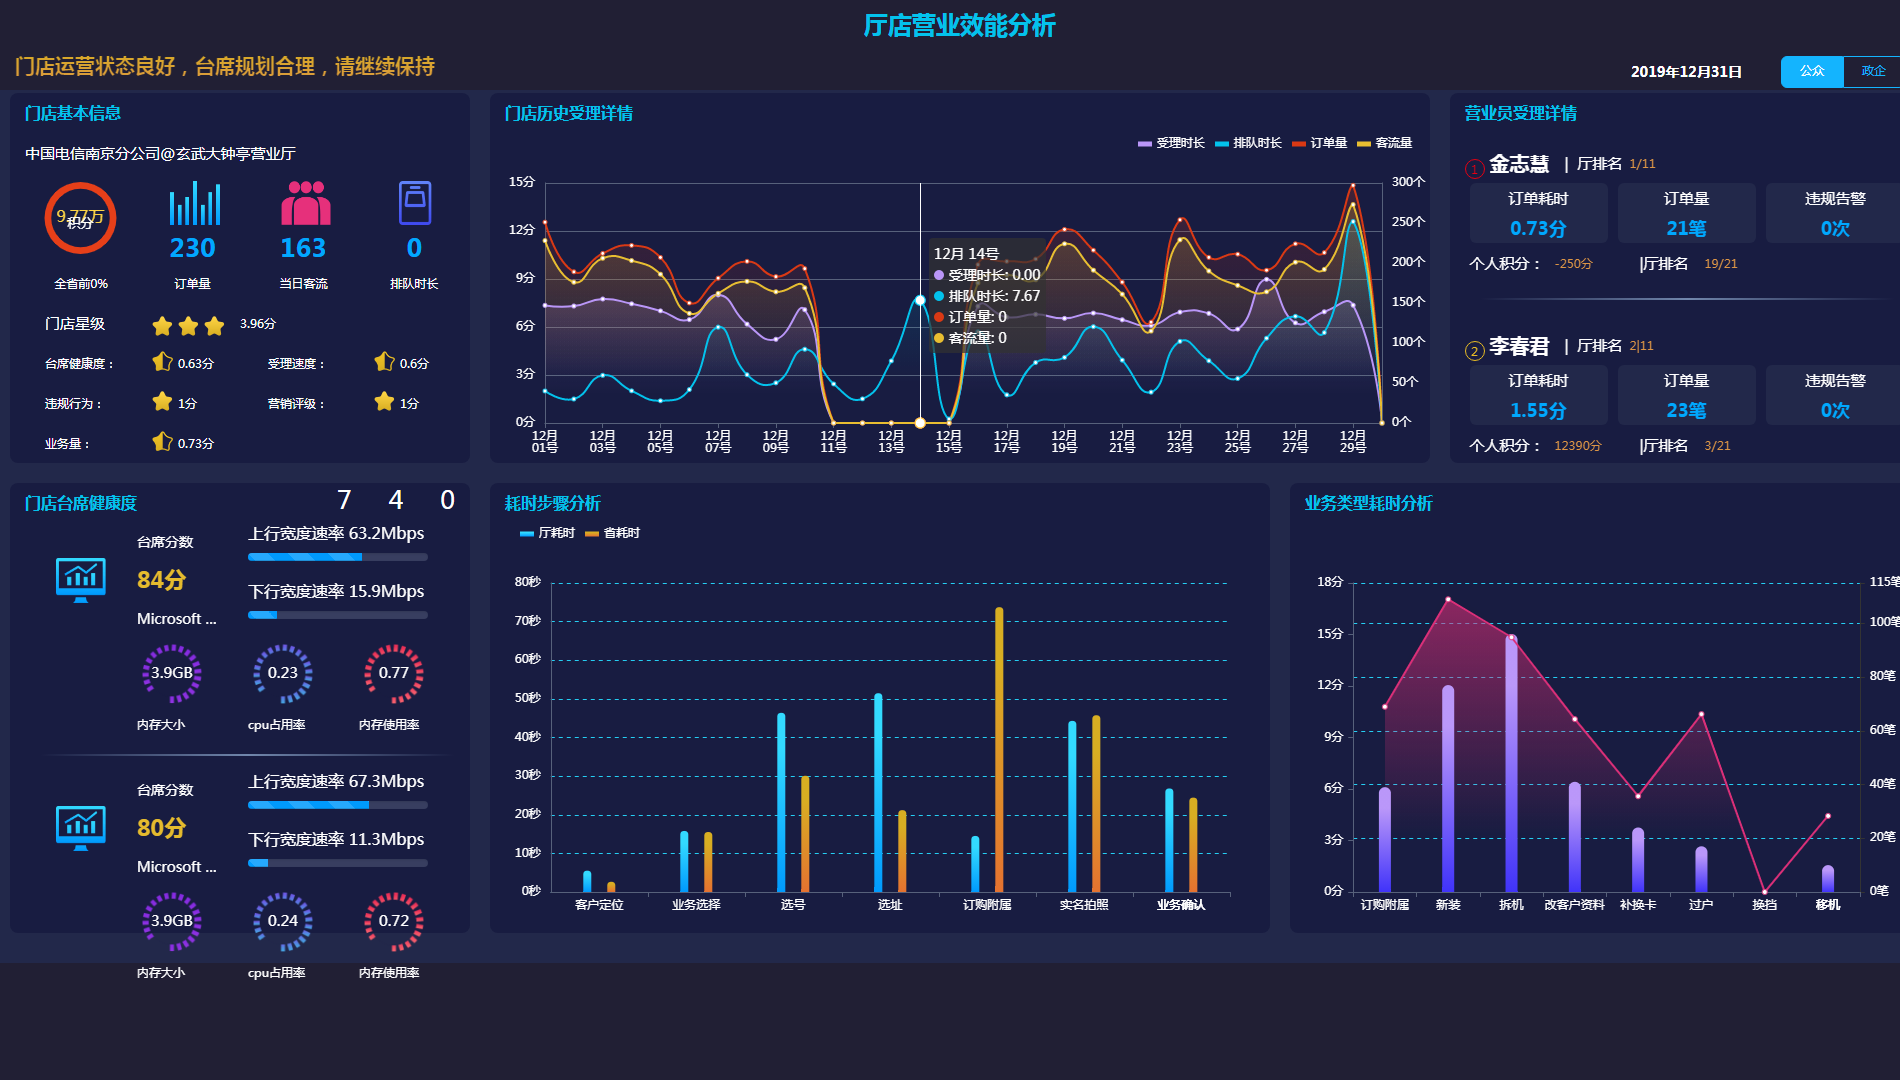 厅店营业效能分析
门店运营状态良好，台席规划合理，请继续保持
2019年12月31日
公众 政企
门店基本信息
中国电信南京分公司@玄武大钟亭营业厅
9.77万
积分
230 163 0
全省前0% 订单量 当日客流 排队时长
门店星级 3.96分
台席健康度： 0.63分 受理速度： 0.6分
违规行为： 1分 营销评级： 1分
业务量： 0.73分
门店历史受理详情
受理时长 排队时长 订单量 客流量
15分 300个
250个
12分
200个
9分
150个
6分
100个
3分
50个
0分 0个
12月 14号
受理时长: 0.00
排队时长: 7.67
订单量: 0
客流量: 0
12月 12月 12月 12月 12月 12月 12月 12月 12月 12月 12月 12月 12月 12月 12月
01号 03号 05号 07号 09号 11号 13号 15号 17号 19号 21号 23号 25号 27号 29号
营业员受理详情
1 金志慧 | 厅排名 1/11
订单耗时 订单量 违规告警
0.73分 21笔 0次
个人积分： -250分 |厅排名 19/21
2 李春君 | 厅排名 2|11
订单耗时 订单量 违规告警
1.55分 23笔 0次
个人积分： 12390分 |厅排名 3/21
门店台席健康度 7 4 0
台席分数
84分
Microsoft ...
上行宽度速率 63.2Mbps
下行宽度速率 15.9Mbps
3.9GB 0.23 0.77
内存大小 cpu占用率 内存使用率
台席分数
80分
Microsoft ...
上行宽度速率 67.3Mbps
下行宽度速率 11.3Mbps
3.9GB 0.24 0.72
内存大小 cpu占用率 内存使用率
耗时步骤分析
厅耗时 省耗时
80秒
70秒
60秒
50秒
40秒
30秒
20秒
10秒
0秒
客户定位 业务选择 选号 选址 订购附属 实名拍照 业务确认
业务类型耗时分析
18分 115笔
100笔
15分
80笔
12分
60笔
9分
40笔
6分
20笔
3分
0分 0笔
订购附属 新装 拆机 改客户资料 补换卡 过户 换挡 移机